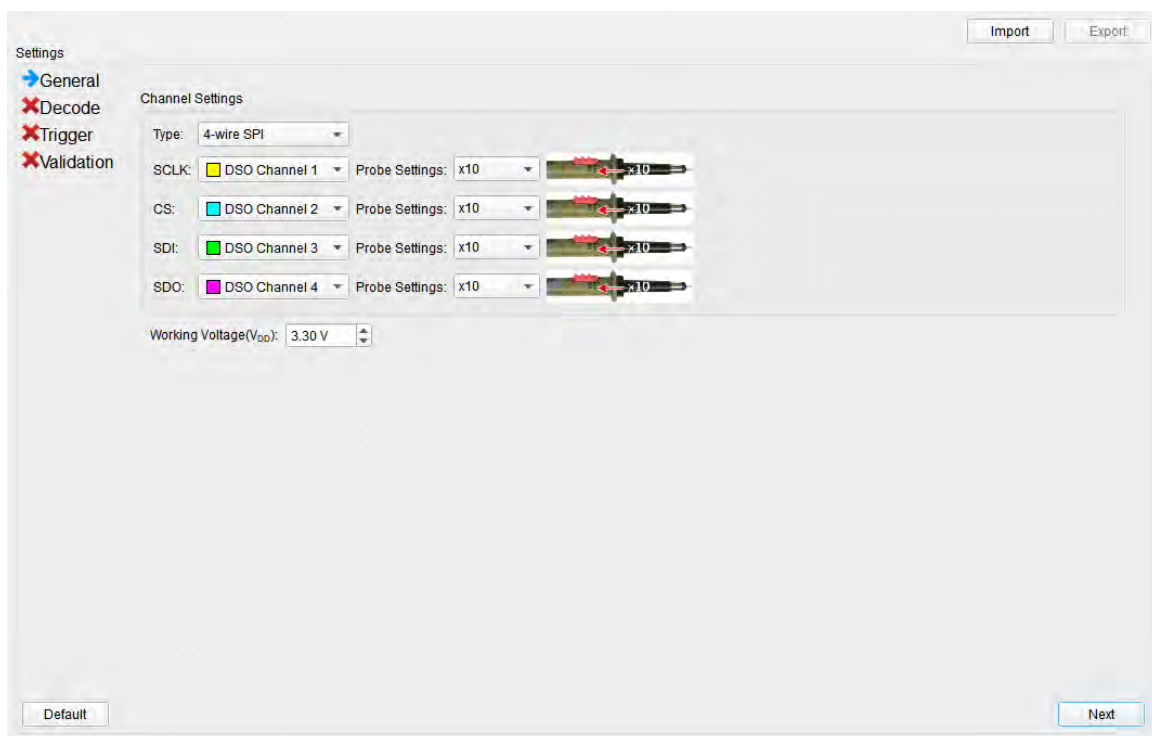 Import Export
Settings
General
Decode
Trigger
Validation
Channel Settings
Type: 4-wire SPI
SCLK: DSO Channel 1 Probe Settings: x10 x10
CS: DSO Channel 2 Probe Settings: x10 x10
SDI: DSO Channel 3 Probe Settings: x10 x10
SDO: DSO Channel 4 Probe Settings: x10 x10
Working Voltage(VDD): 3.30 V
Default Next